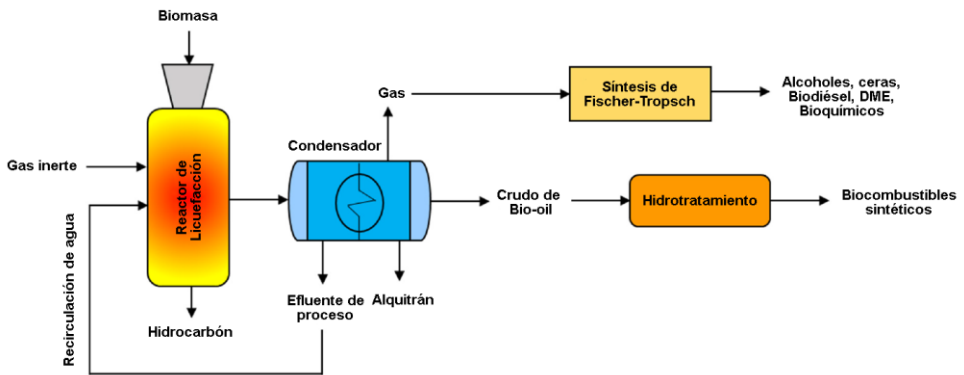 Biomasa
Gas inerte
Reactor de
Licuefacción
Recirculación de agua
Hidrocarbón
Condensador
Gas
Síntesis de
Fischer-Tropsch
Alcoholes, ceras,
Biodiésel, DME,
Bioquímicos
Crudo de
Bio-oil
Hidrotratamiento
Biocombustibles
sintéticos
Efluente de
proceso
Alquitrán